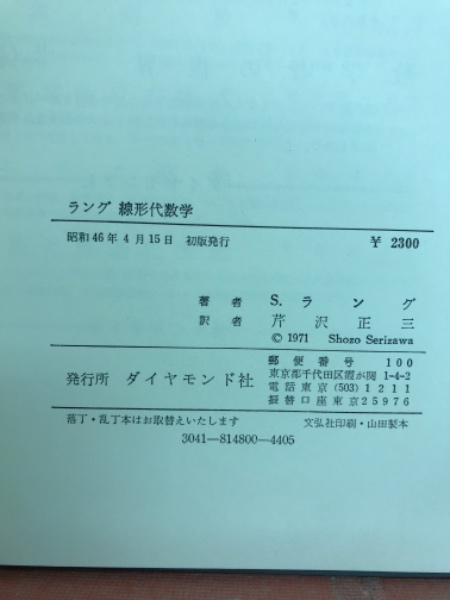 ラング 線形代数学
昭和46年4月15日 初版発行 ¥ 2300
著者 S. ラング
訳者 芹沢正三
© 1971 Shozo Serizawa
発行所 ダイヤモンド社
郵便番号 100
東京都千代田区霞が関 1-4-2
電話東京(503)1211
振替口座東京25976
落丁・乱丁本はお取替えいたします 文弘社印刷・山田製本
3041—814800—4405